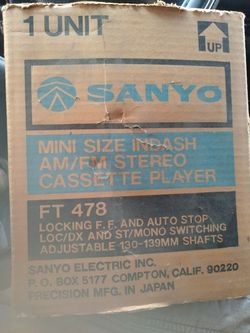 1 UNIT
UP
SANYO
MINI SIZE INDASH
AM/FM STEREO
CASSETTE PLAYER
FT 478
LOCKING F.F. AND AUTO STOP
LOC/DX AND ST/MONO SWITCHING
ADJUSTABLE 130-139MM SHAFTS
SANYO ELECTRIC INC.
P. O. BOX 5177 COMPTON, CALIF. 90220
PRECISION MFG. IN JAPAN